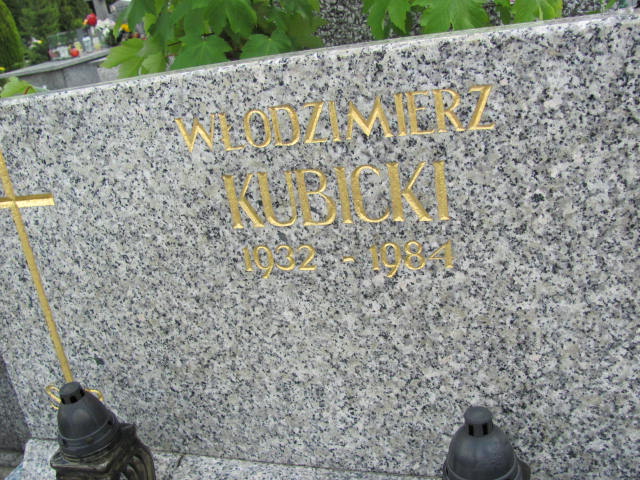 WŁODZIMIERZ
KUBICKI
1932 - 1984